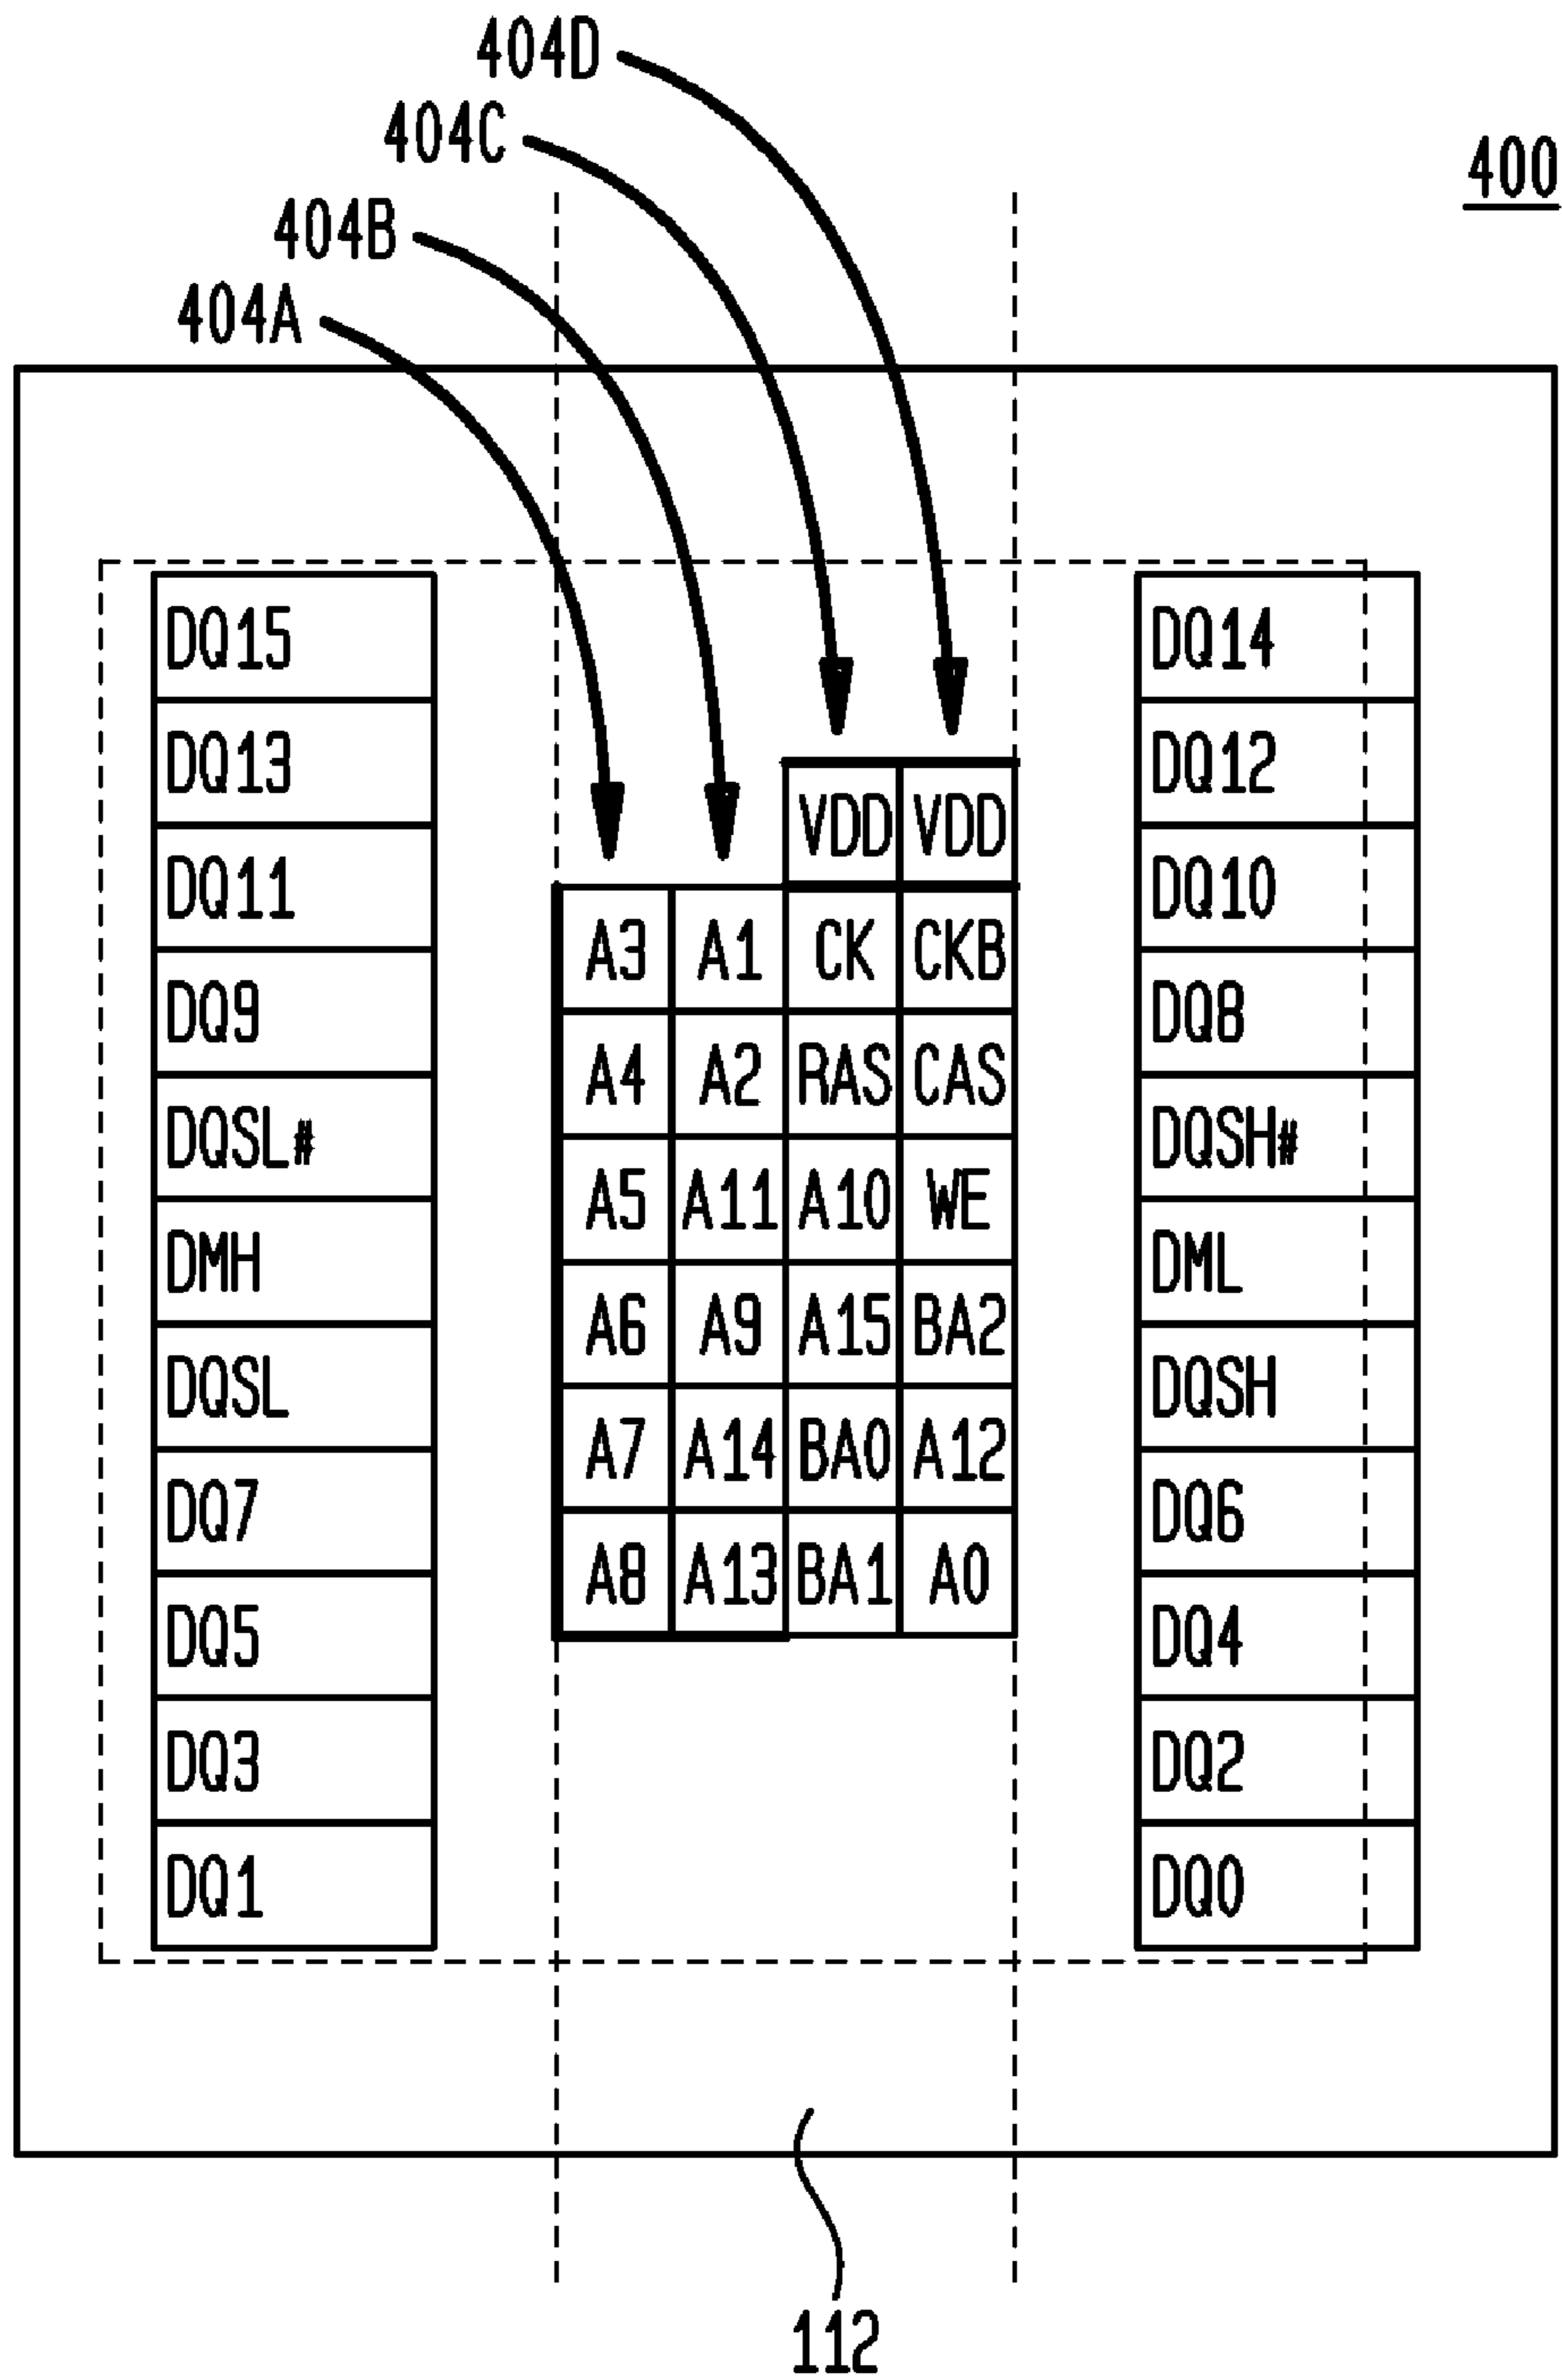 404D
404C
400
404B
404A
DQ15 DQ14
DQ13 DQ12
VDD VDD
DQ11 DQ10
A3 A1 CK CKB
DQ9 DQ8
A4 A2 RAS CAS
DQSL# DQSH#
A5 A11 A10 WE
DMH DML
A6 A9 A15 BA2
DQSL DQSH
A7 A14 BA0 A12
DQ7 DQ6
A8 A13 BA1 A0
DQ5 DQ4
DQ3 DQ2
DQ1 DQ0
112